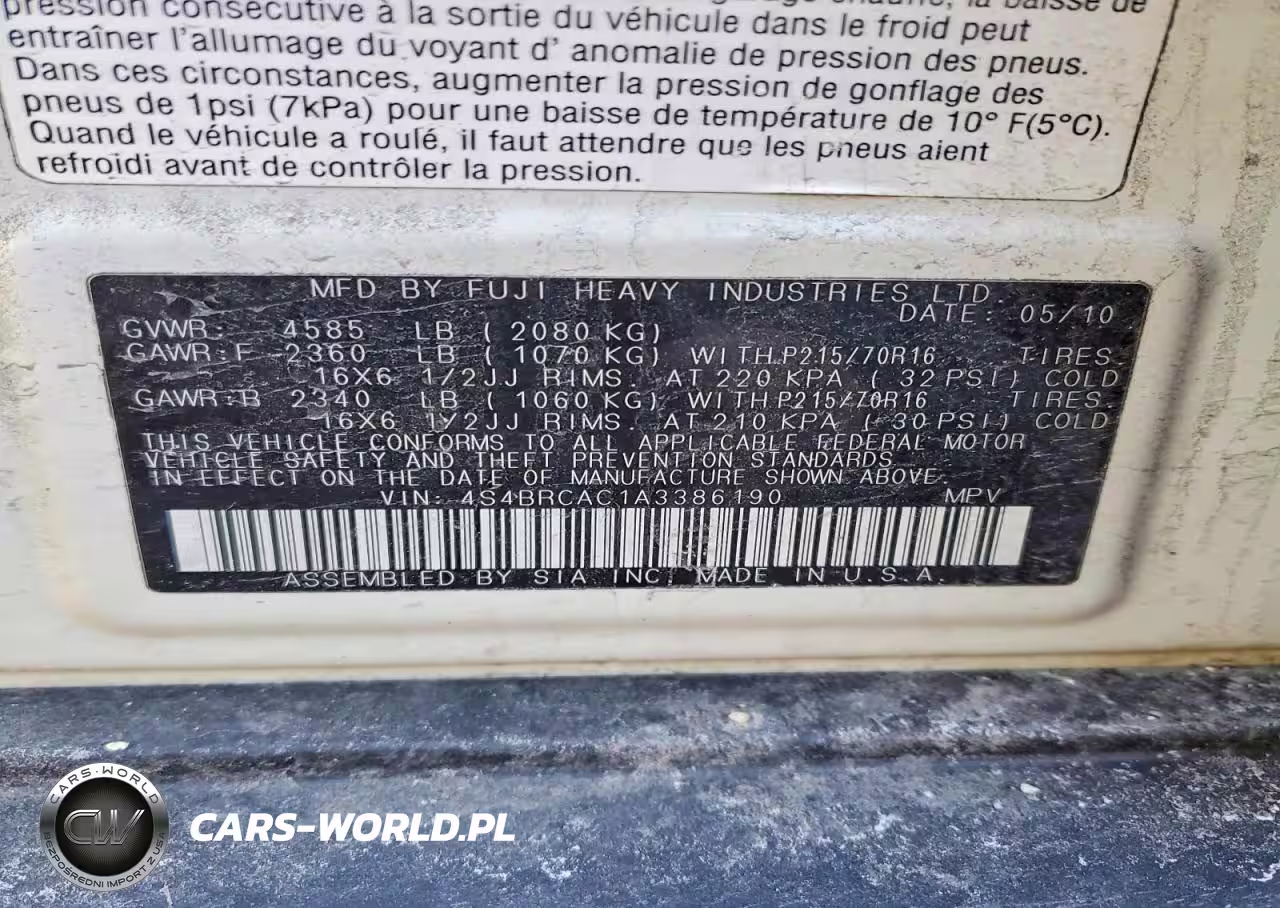 pression consécutive à la sortie du véhicule dans le froid peut
entraîner l'allumage du voyant d' anomalie de pression des pneus.
Dans ces circonstances, augmenter la pression de gonflage des
pneus de 1psi (7kPa) pour une baisse de température de 10° F(5°C).
Quand le véhicule a roulé, il faut attendre que les pneus aient
refroidi avant de contrôler la pression.
MFD BY FUJI HEAVY INDUSTRIES LTD.
DATE: 05/10
GVWR: 4585 LB ( 2080 KG)
GAWR:F 2360 LB ( 1070 KG) WITH P215/70R16 TIRES
16X6 1/2JJ RIMS. AT 220 KPA ( 32 PSI) COLD
GAWR:R 2340 LB ( 1060 KG) WITH P215/70R16 TIRES.
16X6 1/2JJ RIMS. AT 210 KPA ( 30 PSI) COLD
THIS VEHICLE CONFORMS TO ALL APPLICABLE FEDERAL MOTOR
VEHICLE SAFETY AND THEFT PREVENTION STANDARDS
IN EFFECT ON THE DATE OF MANUFACTURE SHOWN ABOVE.
VIN: 4S4BRCAC1A3386190 MPV
ASSEMBLED BY SIA INC. MADE IN U.S.A.
CARS-WORLD
CW
BEZPOŚREDNI IMPORT Z USA
CARS-WORLD.PL